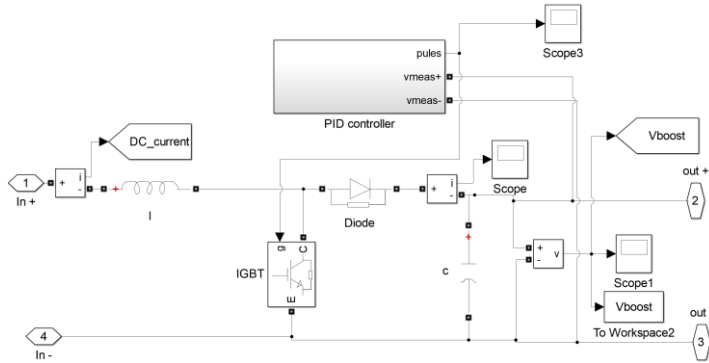 pules
vmeas+
vmeas-
PID controller
Scope3
DC_current
Vboost
1
In +
+
i
-
+
l
Diode
+
i
-
Scope
out +
2
g
C
E
IGBT
+
c
+
-
v
Scope1
Vboost
To Workspace2
4
In -
out
3